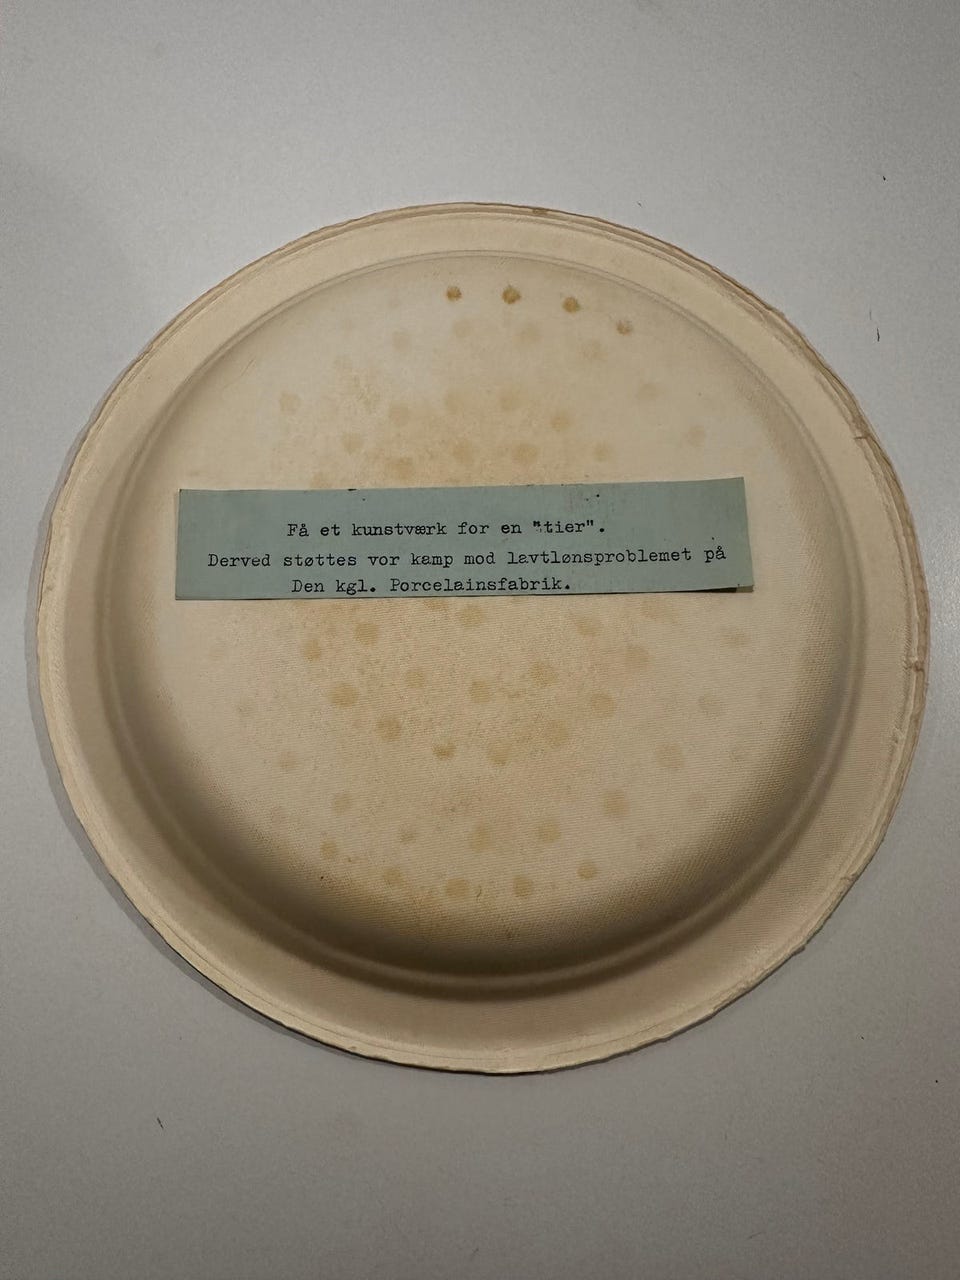 Få et kunstværk for en "tier".
Derved støttes vor kamp mod lavtlønsproblemet på
Den kgl. Porcelainsfabrik.